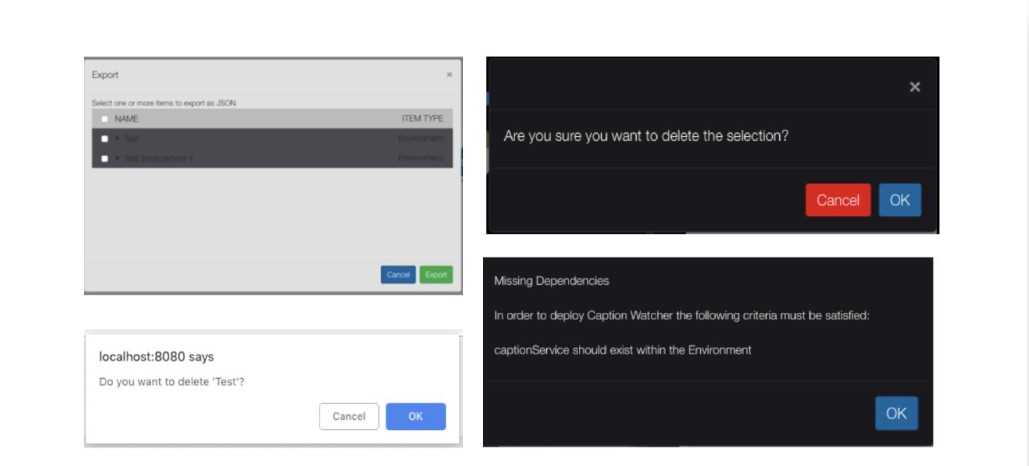 Export ×
Select one or more items to export as JSON
NAME ITEM TYPE
Test Environment
Test Environment 1 Environment
Cancel Export
×
Are you sure you want to delete the selection?
Cancel OK
localhost:8080 says
Do you want to delete 'Test'?
Cancel OK
Missing Dependencies
In order to deploy Caption Watcher the following criteria must be satisfied:
captionService should exist within the Environment
OK